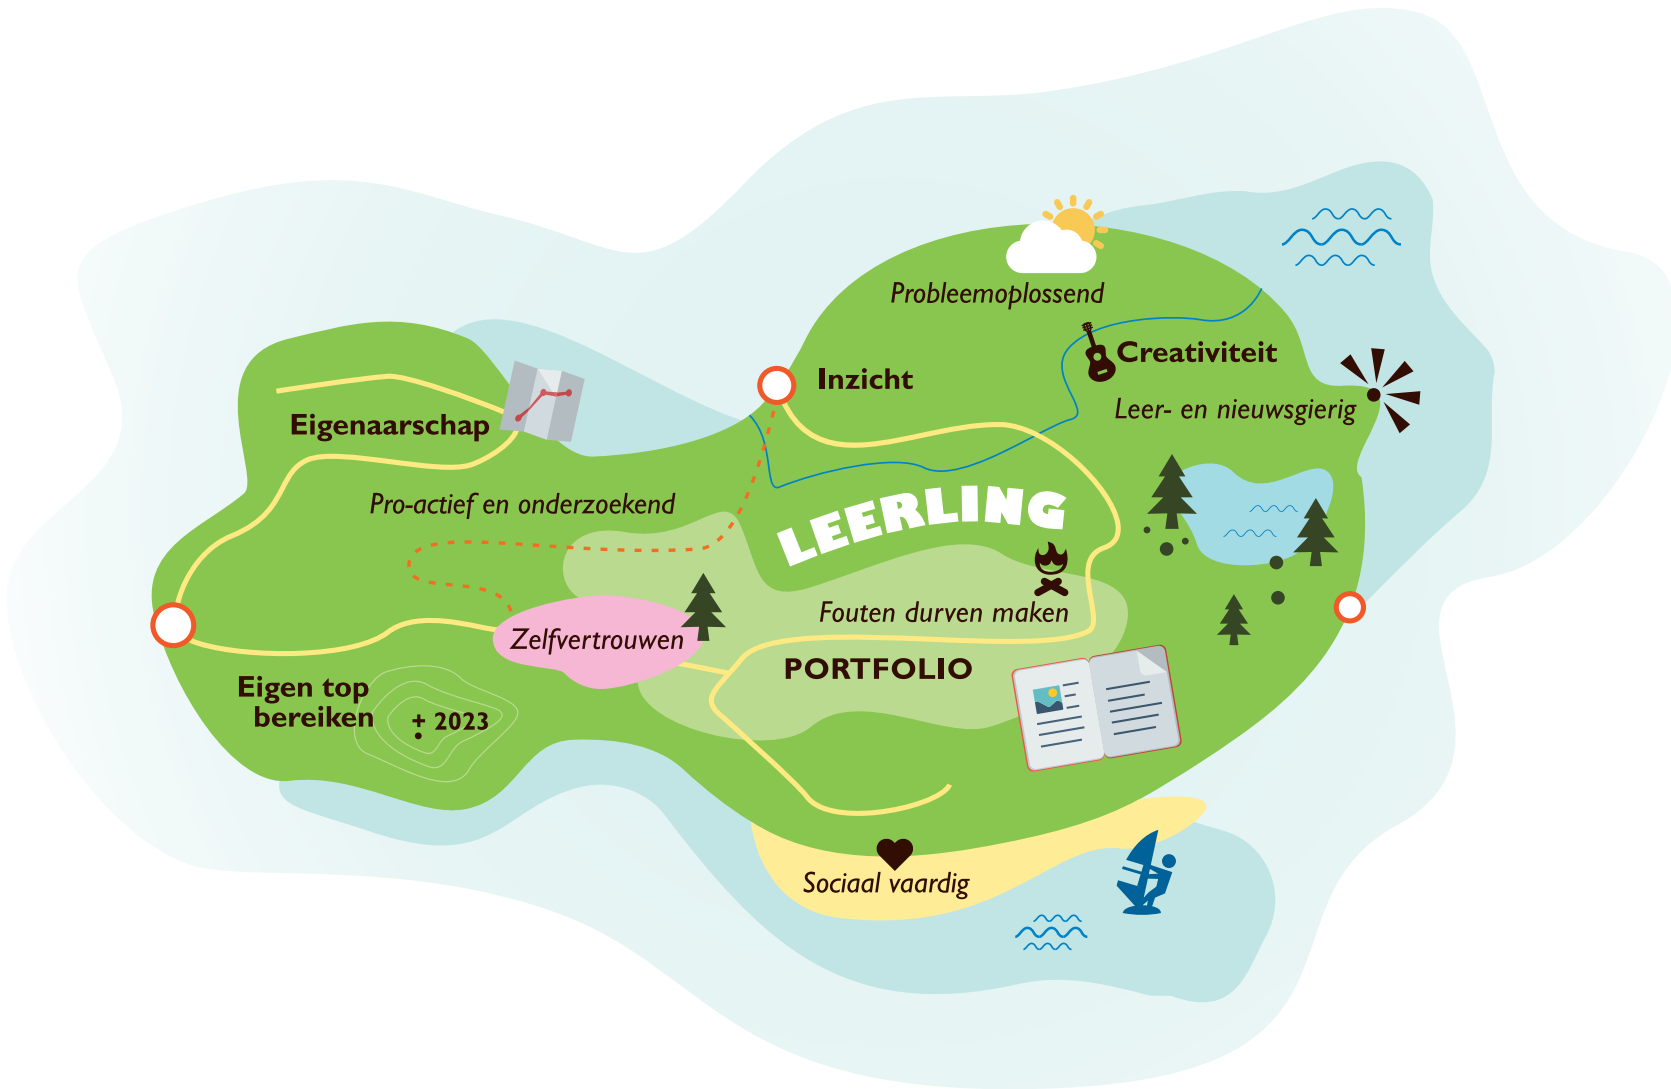 Probleemoplossend
Creativiteit
Inzicht
Leer- en nieuwsgierig
Eigenaarschap
Pro-actief en onderzoekend
LEERLING
Fouten durven maken
Zelfvertrouwen
PORTFOLIO
Eigen top
bereiken
+ 2023
Sociaal vaardig